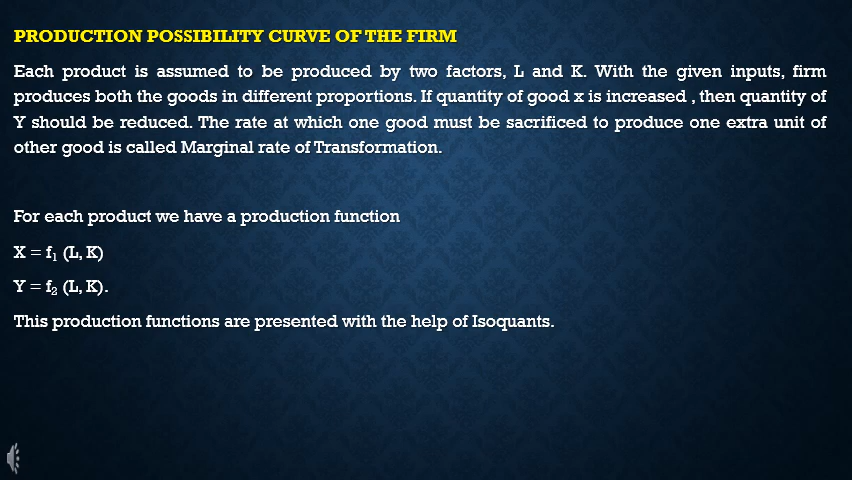 PRODUCTION POSSIBILITY CURVE OF THE FIRM
Each product is assumed to be produced by two factors, L and K. With the given inputs, firm
produces both the goods in different proportions. If quantity of good x is increased , then quantity of
Y should be reduced. The rate at which one good must be sacrificed to produce one extra unit of
other good is called Marginal rate of Transformation.
For each product we have a production function
X = f₁ (L, K)
Y = f₂ (L, K).
This production functions are presented with the help of Isoquants.